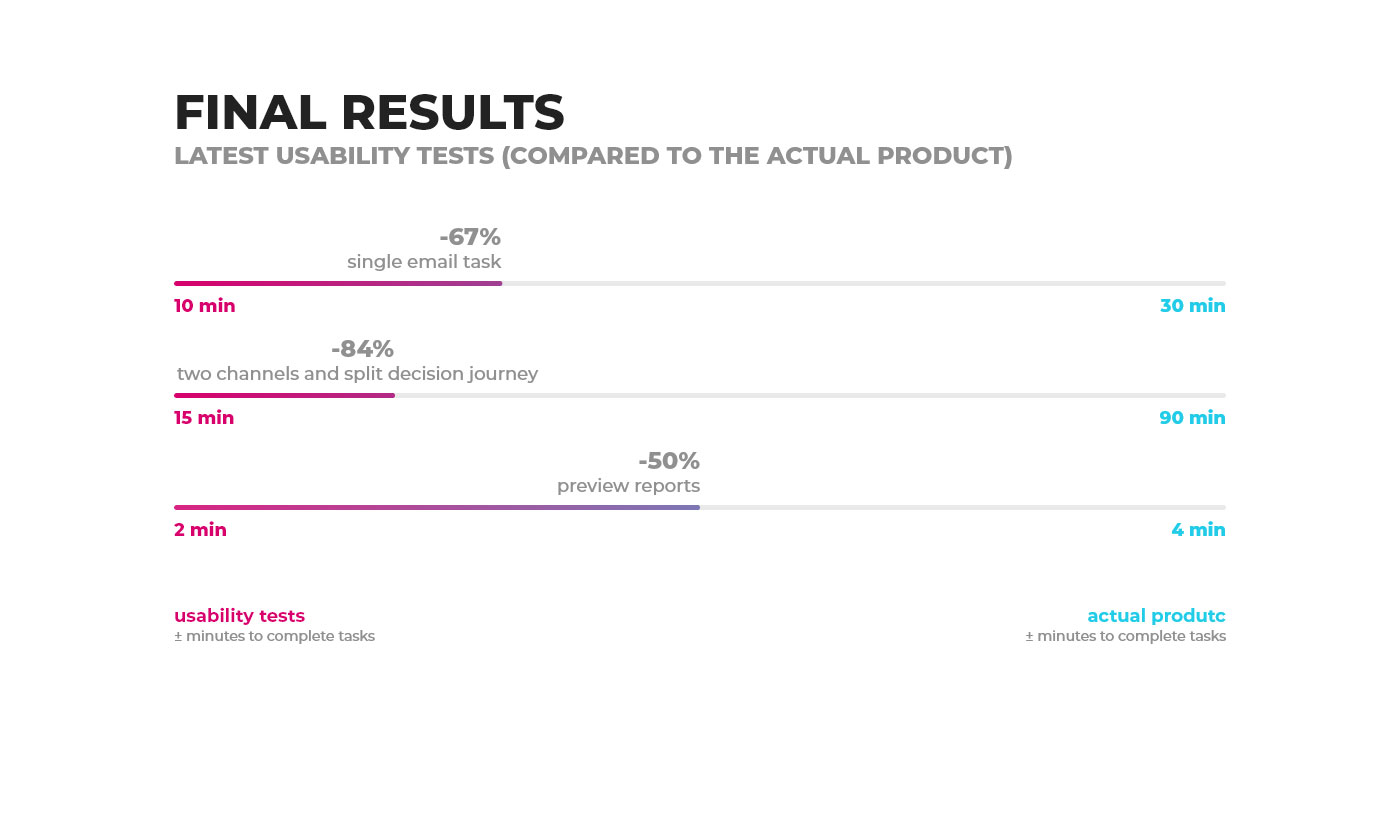 FINAL RESULTS
LATEST USABILITY TESTS (COMPARED TO THE ACTUAL PRODUCT)
-67%
single email task
10 min
30 min
-84%
two channels and split decision journey
15 min
90 min
-50%
preview reports
2 min
4 min
usability tests
± minutes to complete tasks
actual produtc
± minutes to complete tasks